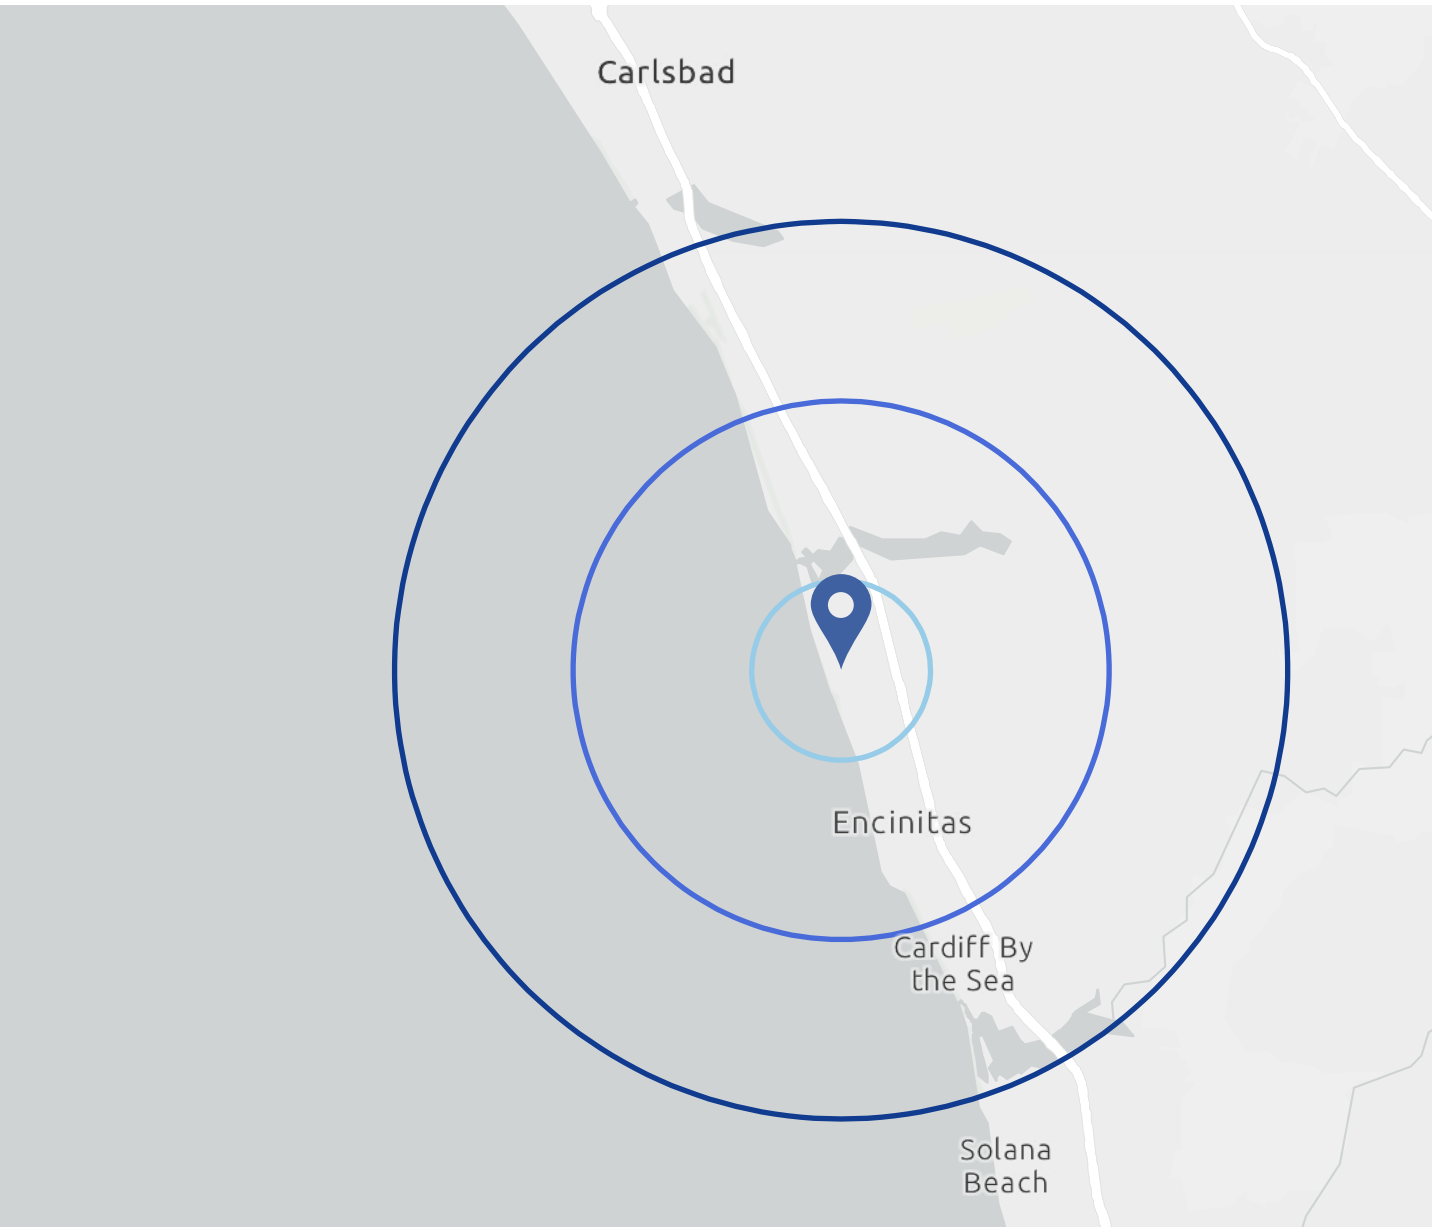 Carlsbad
Encinitas
Cardiff By
the Sea
Solana
Beach